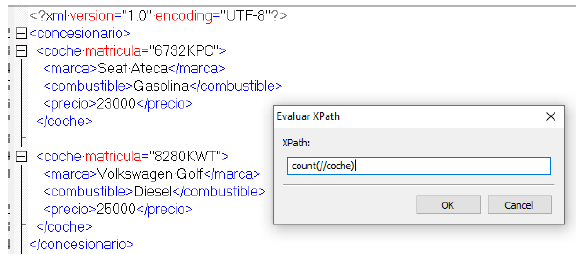 <?xml version="1.0" encoding="UTF-8"?>
<concesionario>
<coche matricula="6732KPC">
<marca>Seat Ateca</marca>
<combustible>Gasolina</combustible>
<precio>23000</precio>
</coche>
<coche matricula="8280KWT">
<marca>Volkswagen Golf</marca>
<combustible>Diesel</combustible>
<precio>25000</precio>
</coche>
</concesionario>
Evaluar XPath
XPath:
count(//coche)
OK Cancel